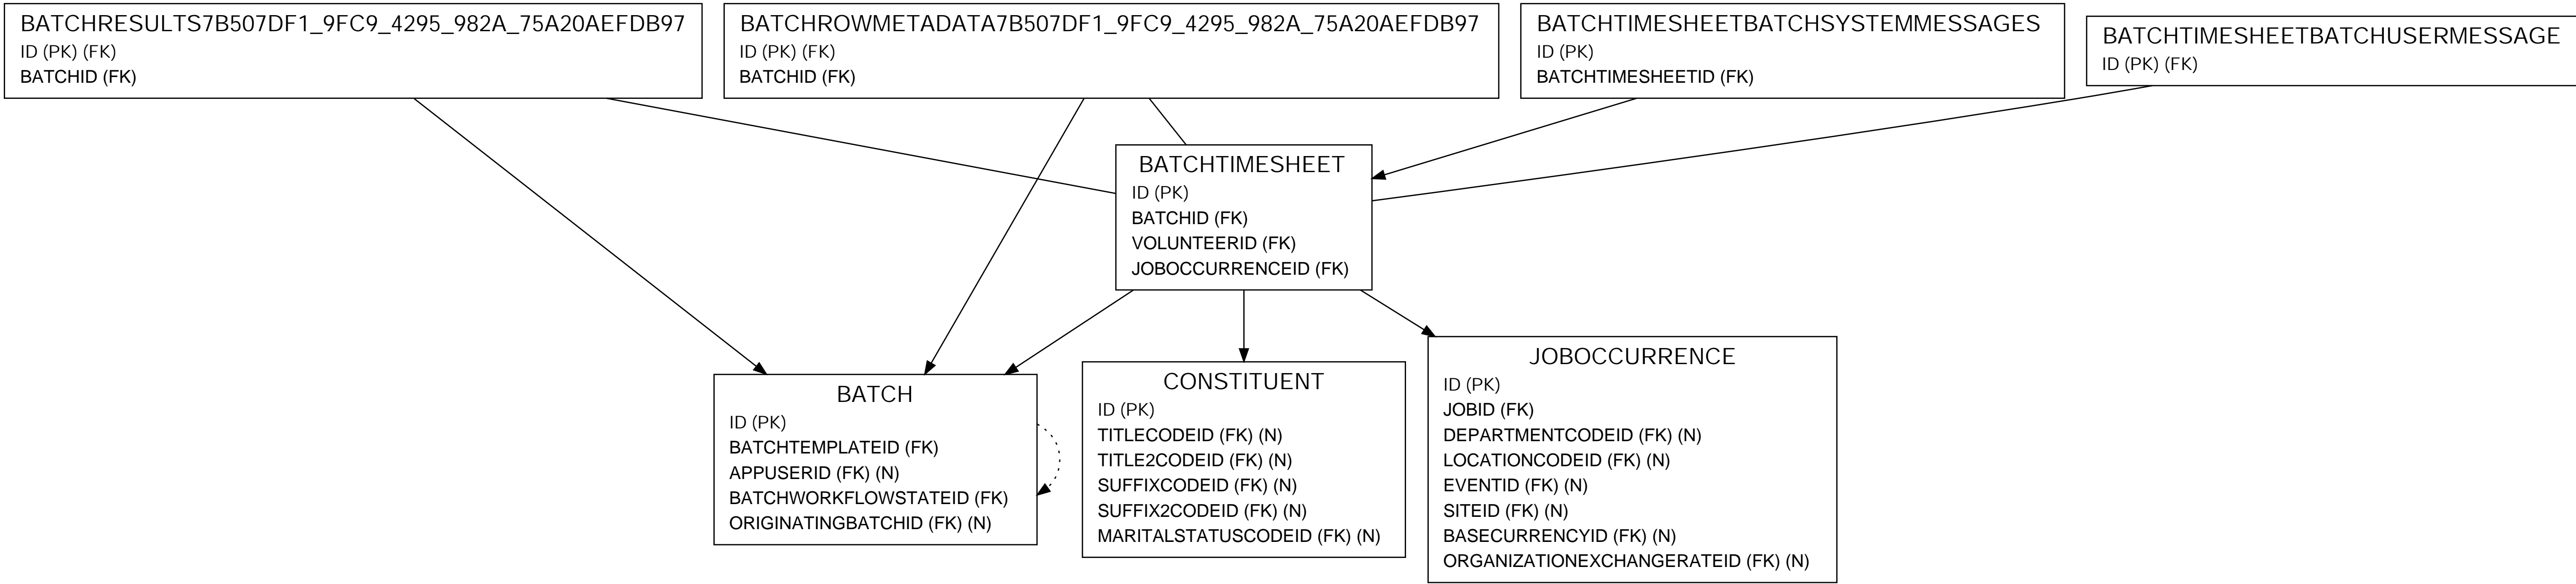 BATCHRESULTS7B507DF1_9FC9_4295_982A_75A20AEFDB97
ID (PK) (FK)
BATCHID (FK)
BATCHROWMETADATA7B507DF1_9FC9_4295_982A_75A20AEFDB97
ID (PK) (FK)
BATCHID (FK)
BATCHTIMESHEETBATCHSYSTEMMESSAGES
ID (PK)
BATCHTIMESHEETID (FK)
BATCHTIMESHEETBATCHUSERMESSAGE
ID (PK) (FK)
BATCHTIMESHEET
ID (PK)
BATCHID (FK)
VOLUNTEERID (FK)
JOBOCCURRENCEID (FK)
BATCH
ID (PK)
BATCHTEMPLATEID (FK)
APPUSERID (FK) (N)
BATCHWORKFLOWSTATEID (FK)
ORIGINATINGBATCHID (FK) (N)
CONSTITUENT
ID (PK)
TITLECODEID (FK) (N)
TITLE2CODEID (FK) (N)
SUFFIXCODEID (FK) (N)
SUFFIX2CODEID (FK) (N)
MARITALSTATUSCODEID (FK) (N)
JOBOCCURRENCE
ID (PK)
JOBID (FK)
DEPARTMENTCODEID (FK) (N)
LOCATIONCODEID (FK) (N)
EVENTID (FK) (N)
SITEID (FK) (N)
BASECURRENCYID (FK) (N)
ORGANIZATIONEXCHANGERATEID (FK) (N)